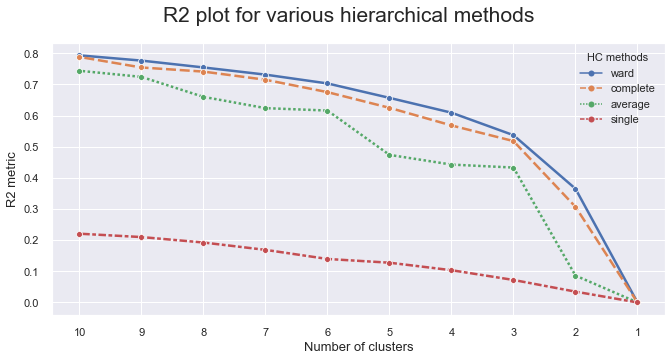 R2 plot for various hierarchical methods
HC methods
ward
complete
average
single
R2 metric
0.8
0.7
0.6
0.5
0.4
0.3
0.2
0.1
0.0
10 9 8 7 6 5 4 3 2 1
Number of clusters